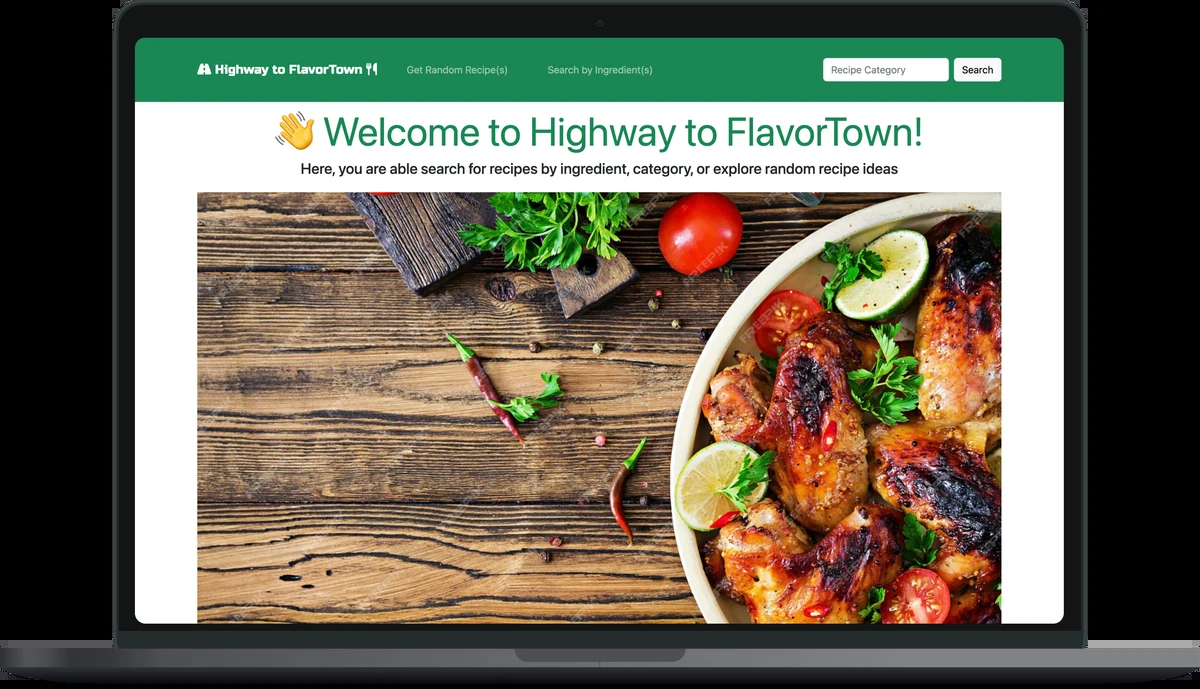 Highway to FlavorTown
Get Random Recipe(s)
Search by Ingredient(s)
Recipe Category
Search
👋 Welcome to Highway to FlavorTown!
Here, you are able search for recipes by ingredient, category, or explore random recipe ideas
FREEPIK